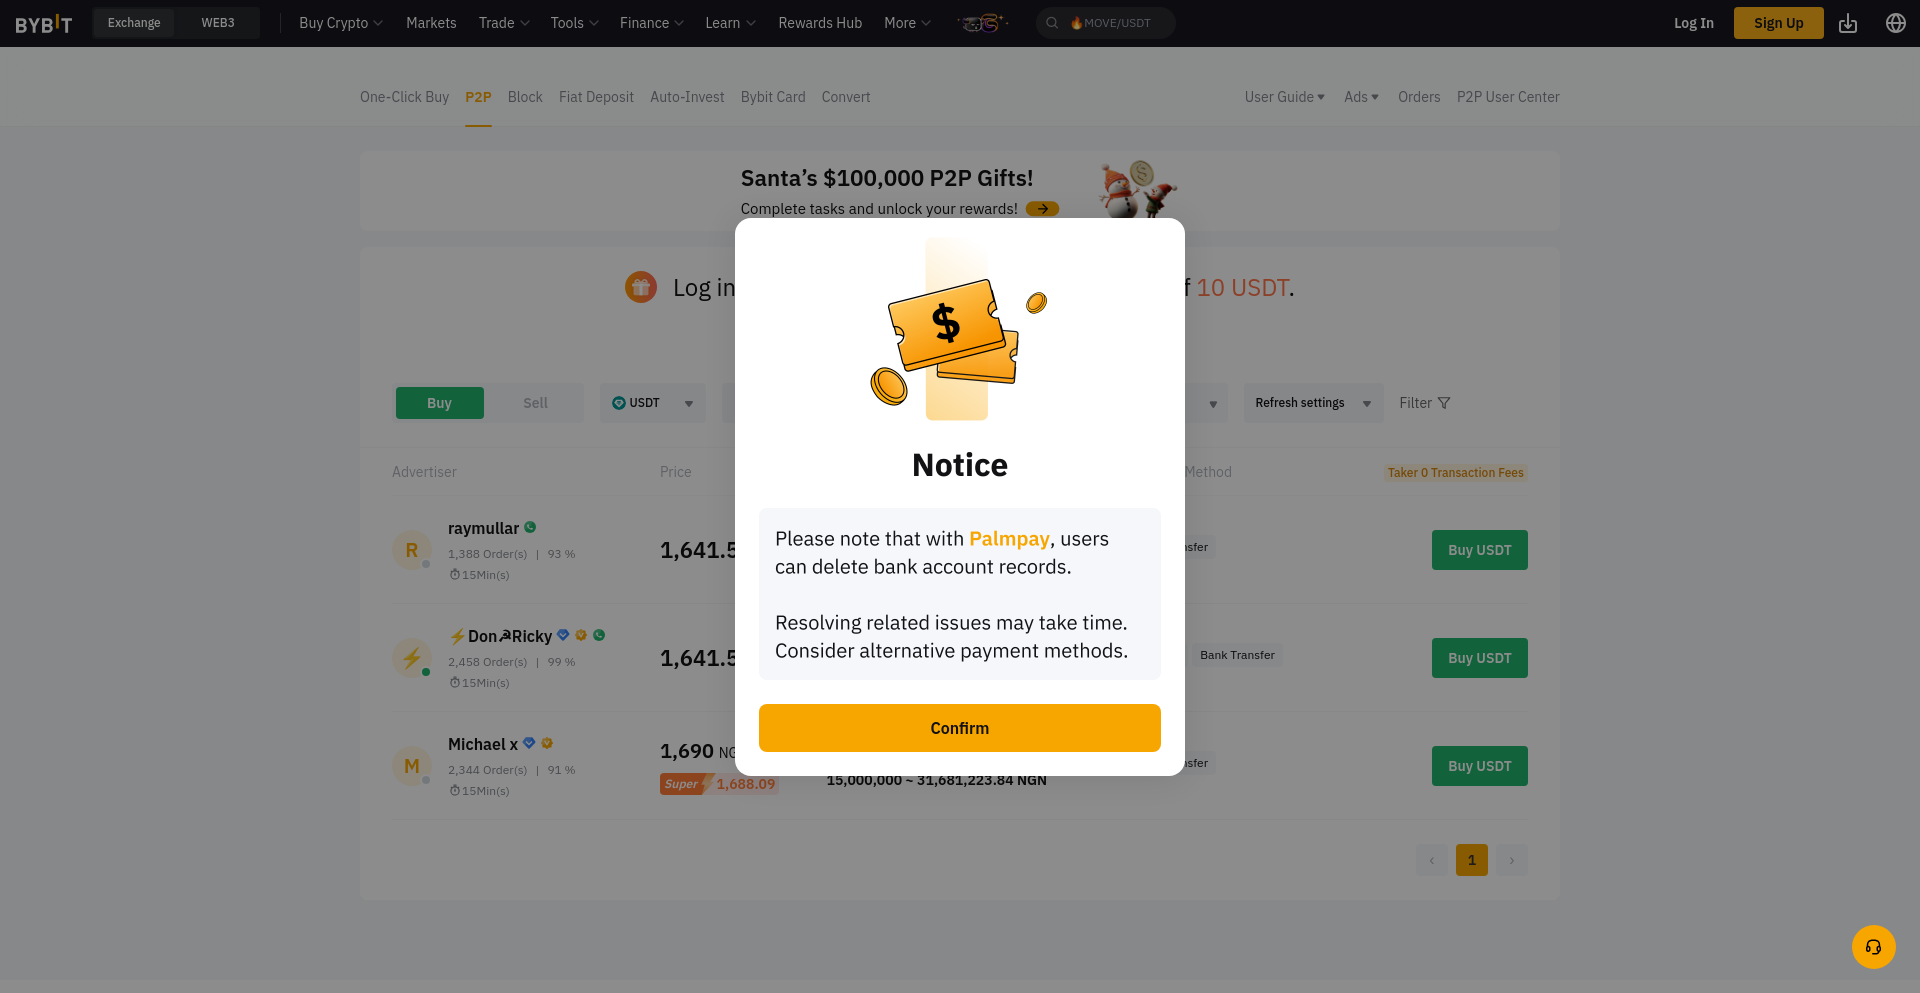 BYBIT
Exchange WEB3 Buy Crypto Markets Trade Tools Finance Learn Rewards Hub More 🔥MOVE/USDT Log In Sign Up
One-Click Buy P2P Block Fiat Deposit Auto-Invest Bybit Card Convert User Guide Ads Orders P2P User Center
Santa’s $100,000 P2P Gifts!
Complete tasks and unlock your rewards!
Log in 10 USDT.
$
Buy Sell USDT Refresh settings Filter
Notice
Advertiser Price Method Taker 0 Transaction Fees
Please note that with Palmpay, users
can delete bank account records.
Resolving related issues may take time.
Consider alternative payment methods.
Confirm
R raymullar 1,641.5 Buy USDT
1,388 Order(s) | 93 %
15Min(s)
⚡ ⚡Don☭Ricky 1,641.5 Bank Transfer Buy USDT
2,458 Order(s) | 99 %
15Min(s)
M Michael x 1,690 Buy USDT
2,344 Order(s) | 91 %
15Min(s)
Super 1,688.09
15,000,000 ~ 31,681,223.84 NGN
‹ 1 ›